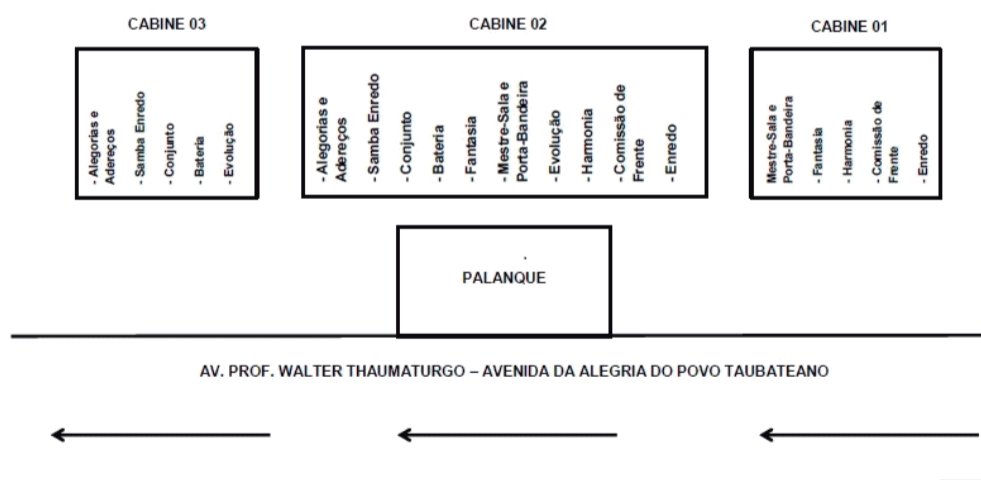 CABINE 03
- Alegorias e
Adereços
- Samba Enredo
- Conjunto
- Bateria
- Evolução
CABINE 02
- Alegorias e
Adereços
- Samba Enredo
- Conjunto
- Bateria
- Fantasia
- Mestre-Sala e
Porta-Bandeira
- Evolução
- Harmonia
- Comissão de
Frente
- Enredo
CABINE 01
Mestre-Sala e
Porta-Bandeira
- Fantasia
- Harmonia
- Comissão de
Frente
- Enredo
PALANQUE
AV. PROF. WALTER THAUMATURGO – AVENIDA DA ALEGRIA DO POVO TAUBATEANO